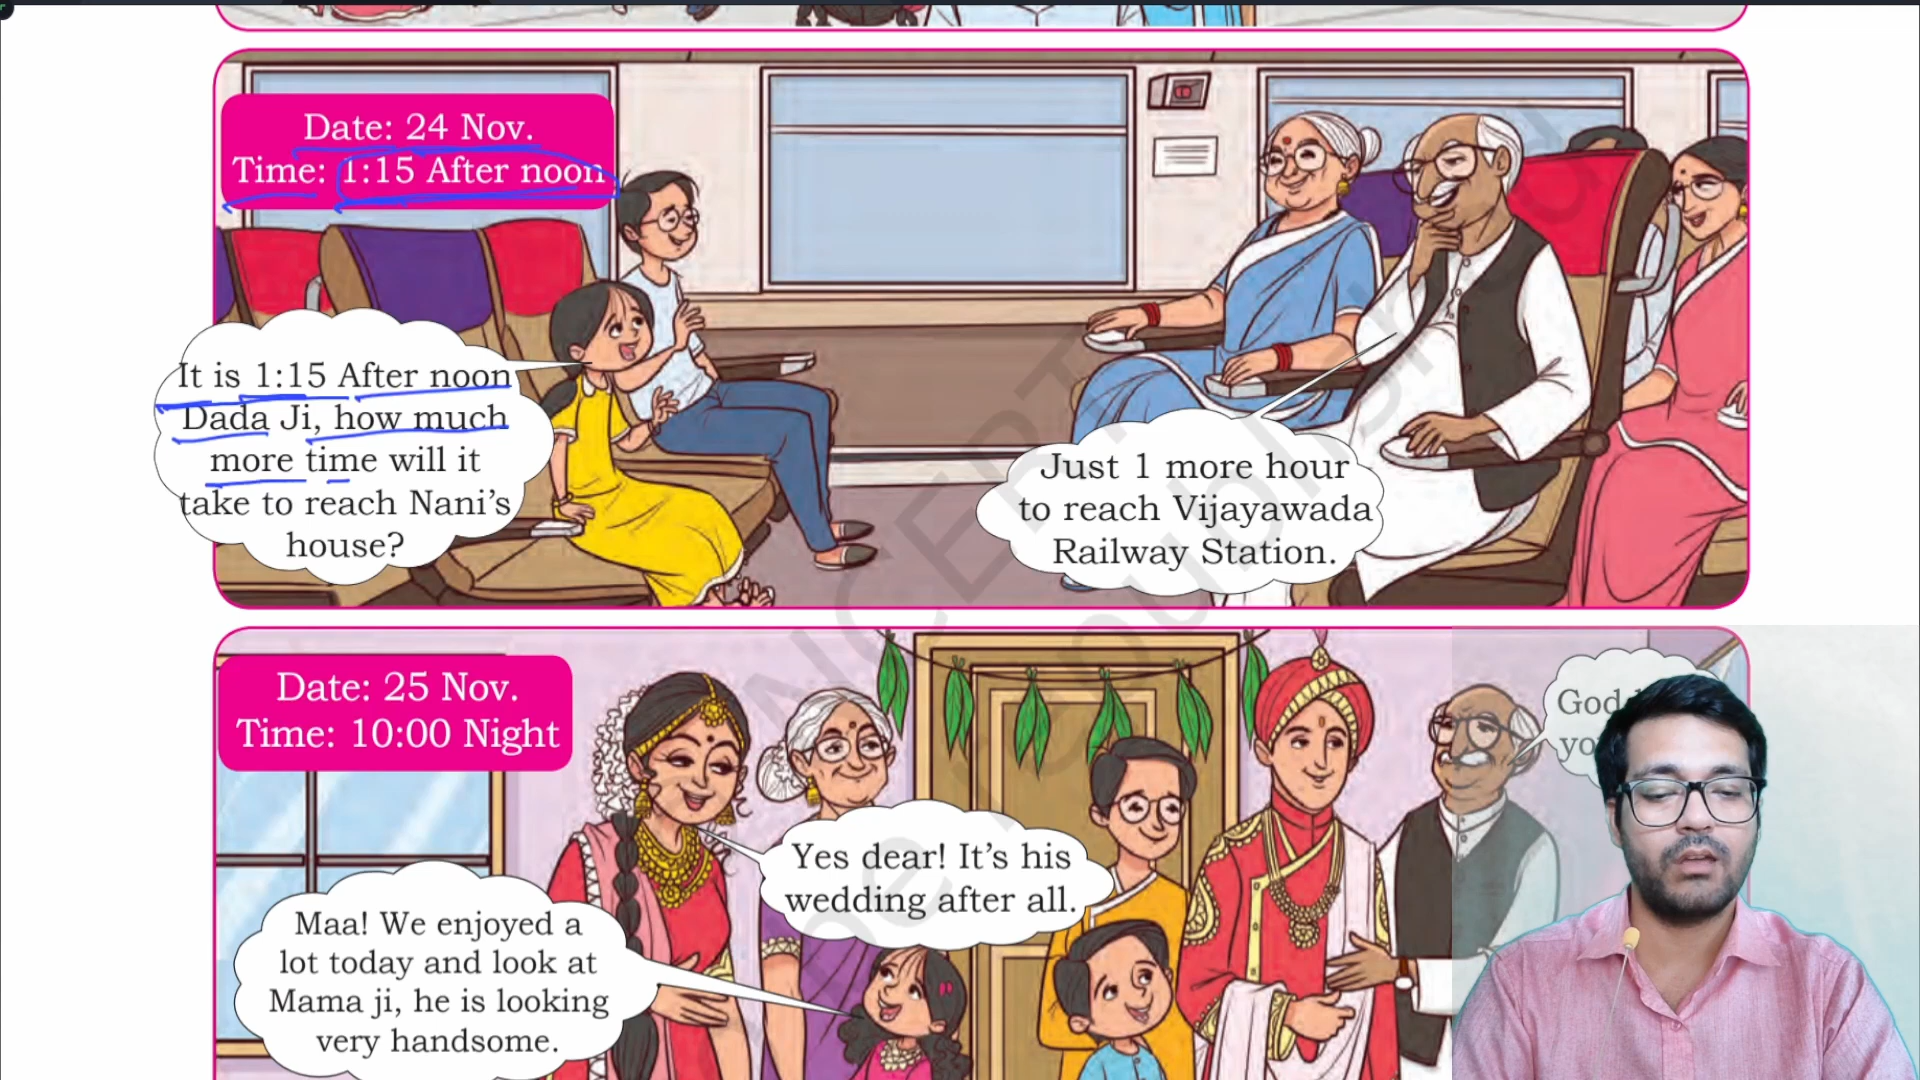 Date: 24 Nov.
Time: 1:15 After noon
It is 1:15 After noon
Dada Ji, how much
more time will it
take to reach Nani's
house?
Just 1 more hour
to reach Vijayawada
Railway Station.
Date: 25 Nov.
Time: 10:00 Night
Yes dear! It's his
wedding after all.
Maa! We enjoyed a
lot today and look at
Mama ji, he is looking
very handsome.
NCERT